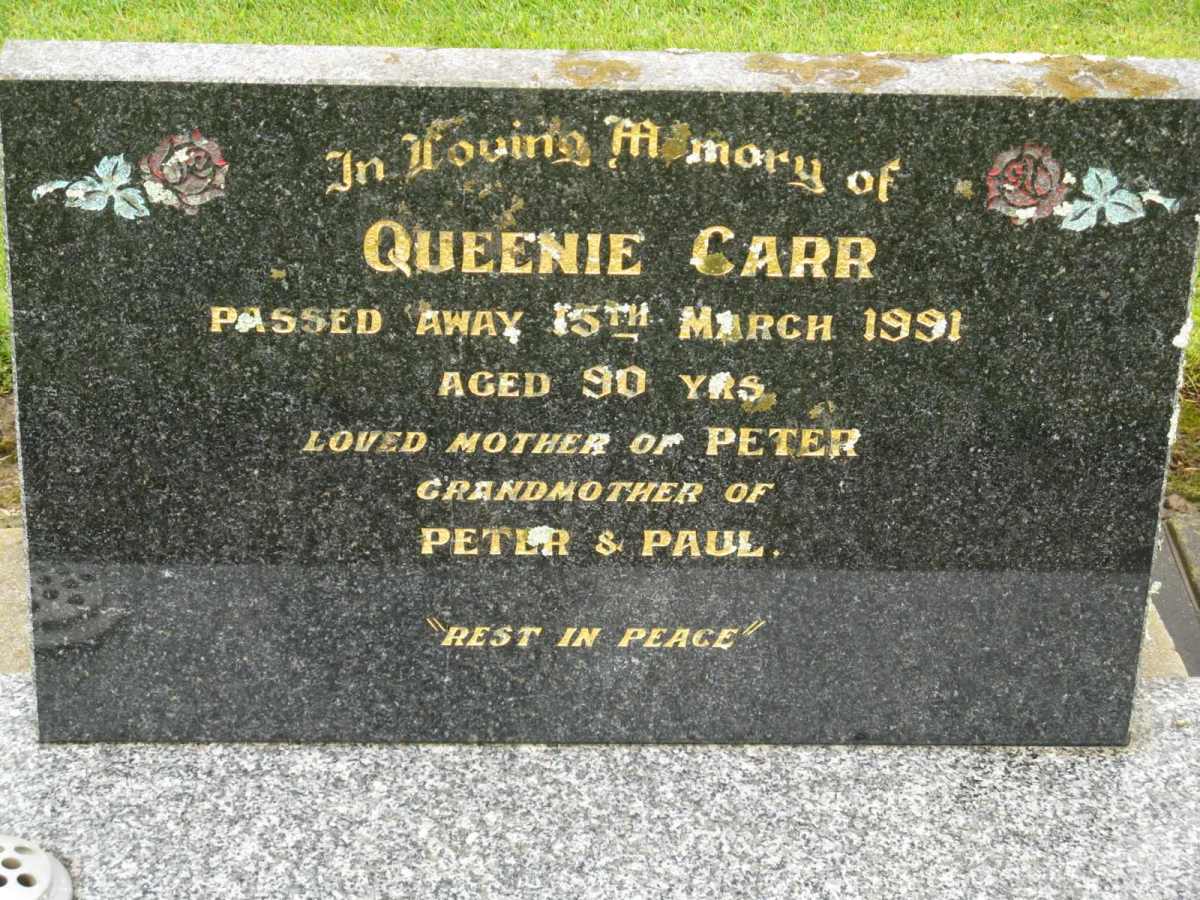 In Loving Memory of
QUEENIE CARR
PASSED AWAY 15TH MARCH 1991
AGED 90 YRS
LOVED MOTHER OF PETER
GRANDMOTHER OF
PETER & PAUL.
"REST IN PEACE"